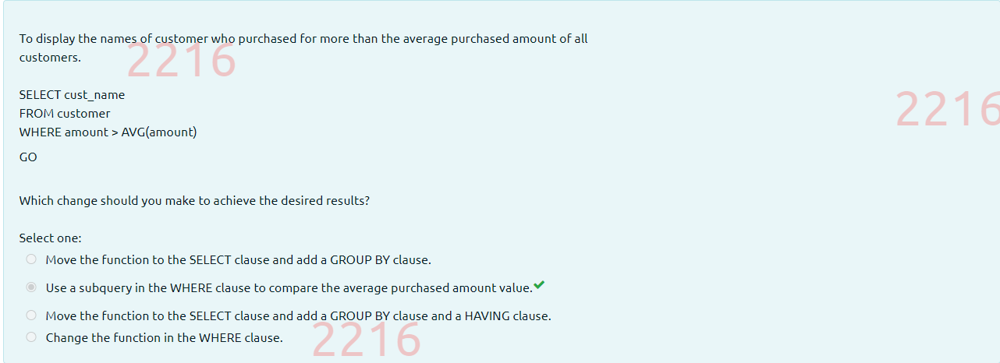 To display the names of customer who purchased for more than the average purchased amount of all
customers.
2216
SELECT cust_name
2216
FROM customer
WHERE amount > AVG(amount)
GO
Which change should you make to achieve the desired results?
Select one:
Move the function to the SELECT clause and add a GROUP BY clause.
Use a subquery in the WHERE clause to compare the average purchased amount value.
Move the function to the SELECT clause and add a GROUP BY clause and a HAVING clause.
Change the function in the WHERE clause.
2216